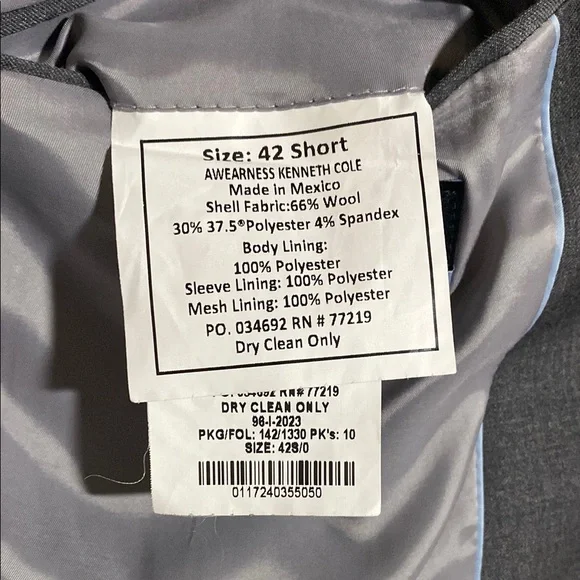 Size: 42 Short
AWEARNESS KENNETH COLE
Made in Mexico
Shell Fabric:66% Wool
30% 37.5®Polyester 4% Spandex
Body Lining:
100% Polyester
Sleeve Lining: 100% Polyester
Mesh Lining: 100% Polyester
PO. 034692 RN # 77219
Dry Clean Only
PO. 034692 RN# 77219
DRY CLEAN ONLY
96-I-2023
PKG/FOL: 142/1330 PK's: 10
SIZE: 42S/0
0117240355050